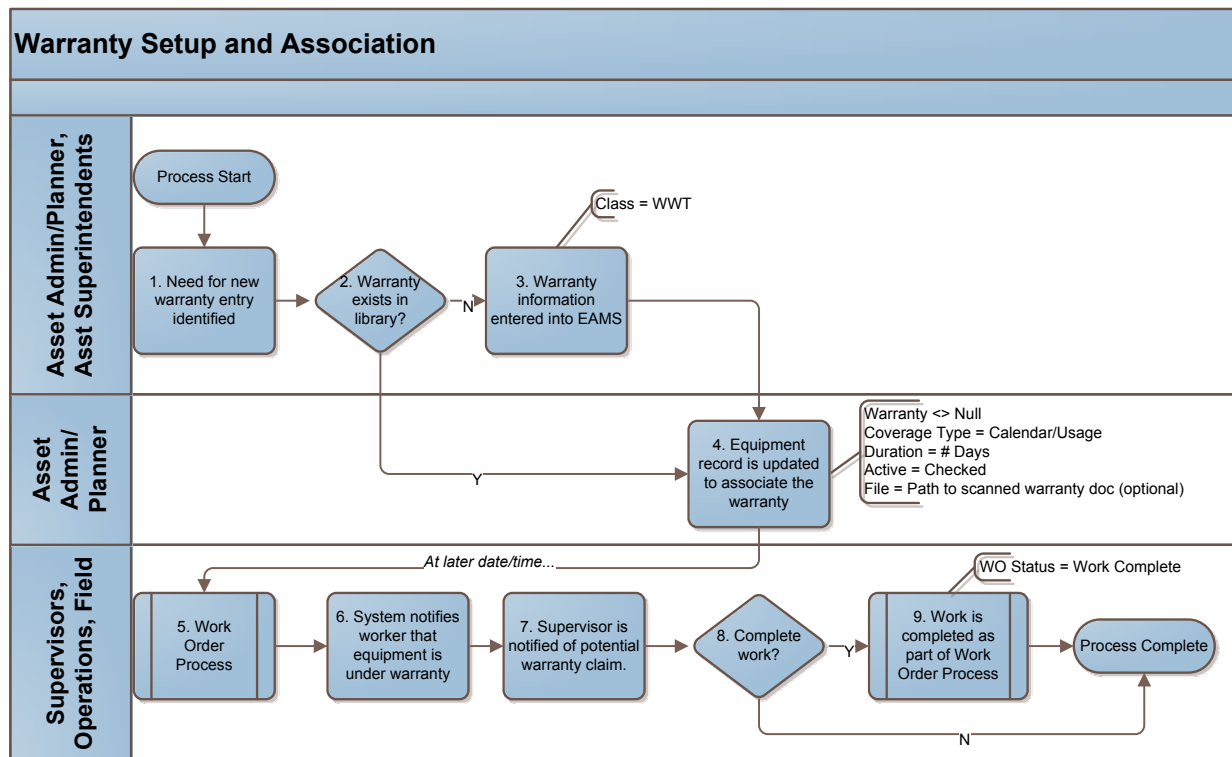 Warranty Setup and Association
Asset Admin/Planner,
Asst Superintendents
Process Start
1. Need for new
warranty entry
identified
2. Warranty
exists in
library?
N
Y
Class = WWT
3. Warranty
information
entered into EAMS
Asset
Admin/
Planner
4. Equipment
record is updated
to associate the
warranty
Warranty <> Null
Coverage Type = Calendar/Usage
Duration = # Days
Active = Checked
File = Path to scanned warranty doc (optional)
Supervisors,
Operations, Field
At later date/time...
5. Work
Order
Process
6. System notifies
worker that
equipment is
under warranty
7. Supervisor is
notified of potential
warranty claim.
8. Complete
work?
Y
N
WO Status = Work Complete
9. Work is
completed as
part of Work
Order Process
Process Complete